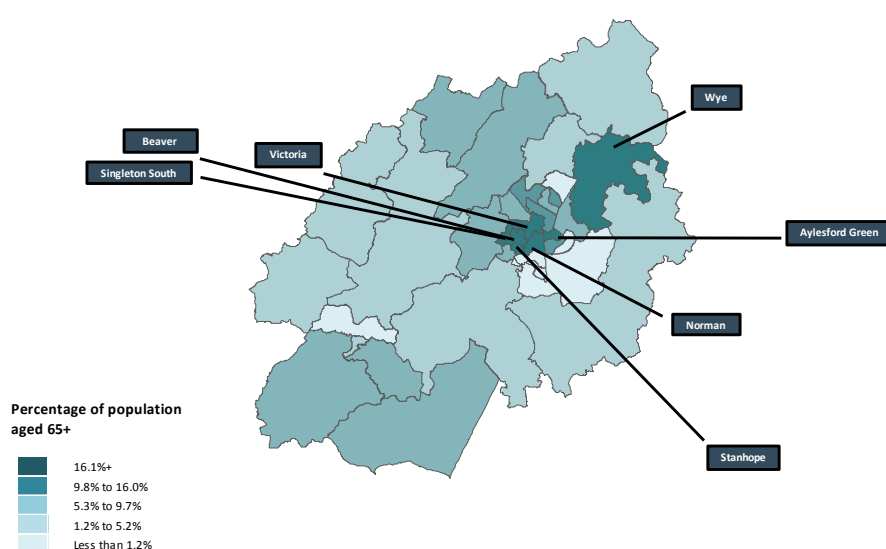 Wye
Beaver
Victoria
Singleton South
Aylesford Green
Norman
Stanhope
Percentage of population
aged 65+
16.1%+
9.8% to 16.0%
5.3% to 9.7%
1.2% to 5.2%
Less than 1.2%